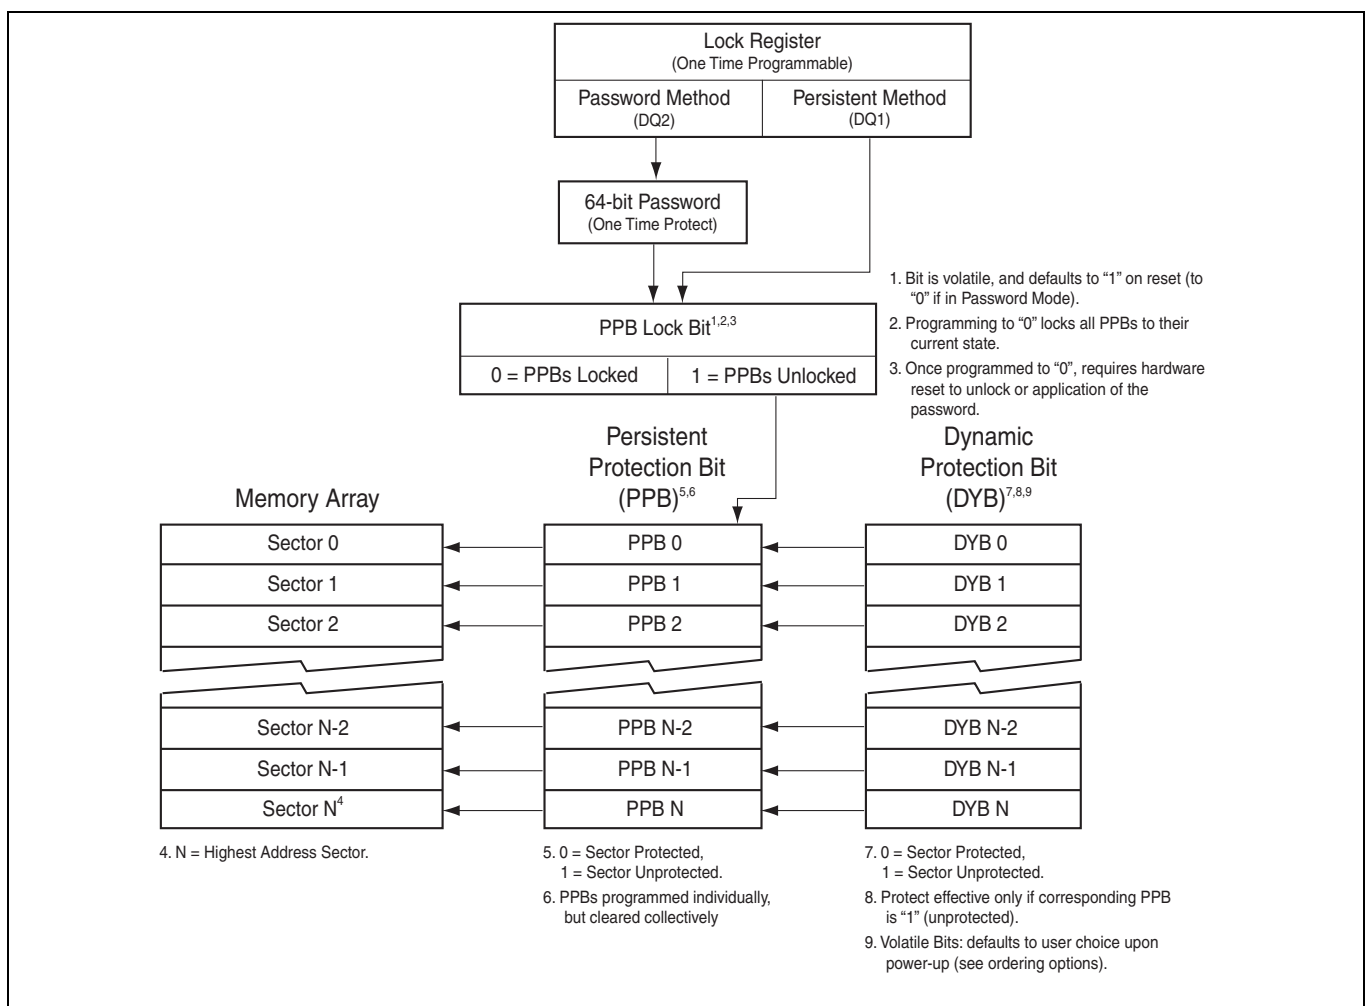 Lock Register
(One Time Programmable)
Password Method
(DQ2)
Persistent Method
(DQ1)
64-bit Password
(One Time Protect)
PPB Lock Bit1,2,3
0 = PPBs Locked
1 = PPBs Unlocked
1. Bit is volatile, and defaults to “1” on reset (to
“0” if in Password Mode).
2. Programming to “0” locks all PPBs to their
current state.
3. Once programmed to “0”, requires hardware
reset to unlock or application of the
password.
Memory Array
Persistent
Protection Bit
(PPB)5,6
Dynamic
Protection Bit
(DYB)7,8,9
Sector 0
PPB 0
DYB 0
Sector 1
PPB 1
DYB 1
Sector 2
PPB 2
DYB 2
Sector N-2
PPB N-2
DYB N-2
Sector N-1
PPB N-1
DYB N-1
Sector N4
PPB N
DYB N
4. N = Highest Address Sector.
5. 0 = Sector Protected,
1 = Sector Unprotected.
6. PPBs programmed individually,
but cleared collectively
7. 0 = Sector Protected,
1 = Sector Unprotected.
8. Protect effective only if corresponding PPB
is “1” (unprotected).
9. Volatile Bits: defaults to user choice upon
power-up (see ordering options).